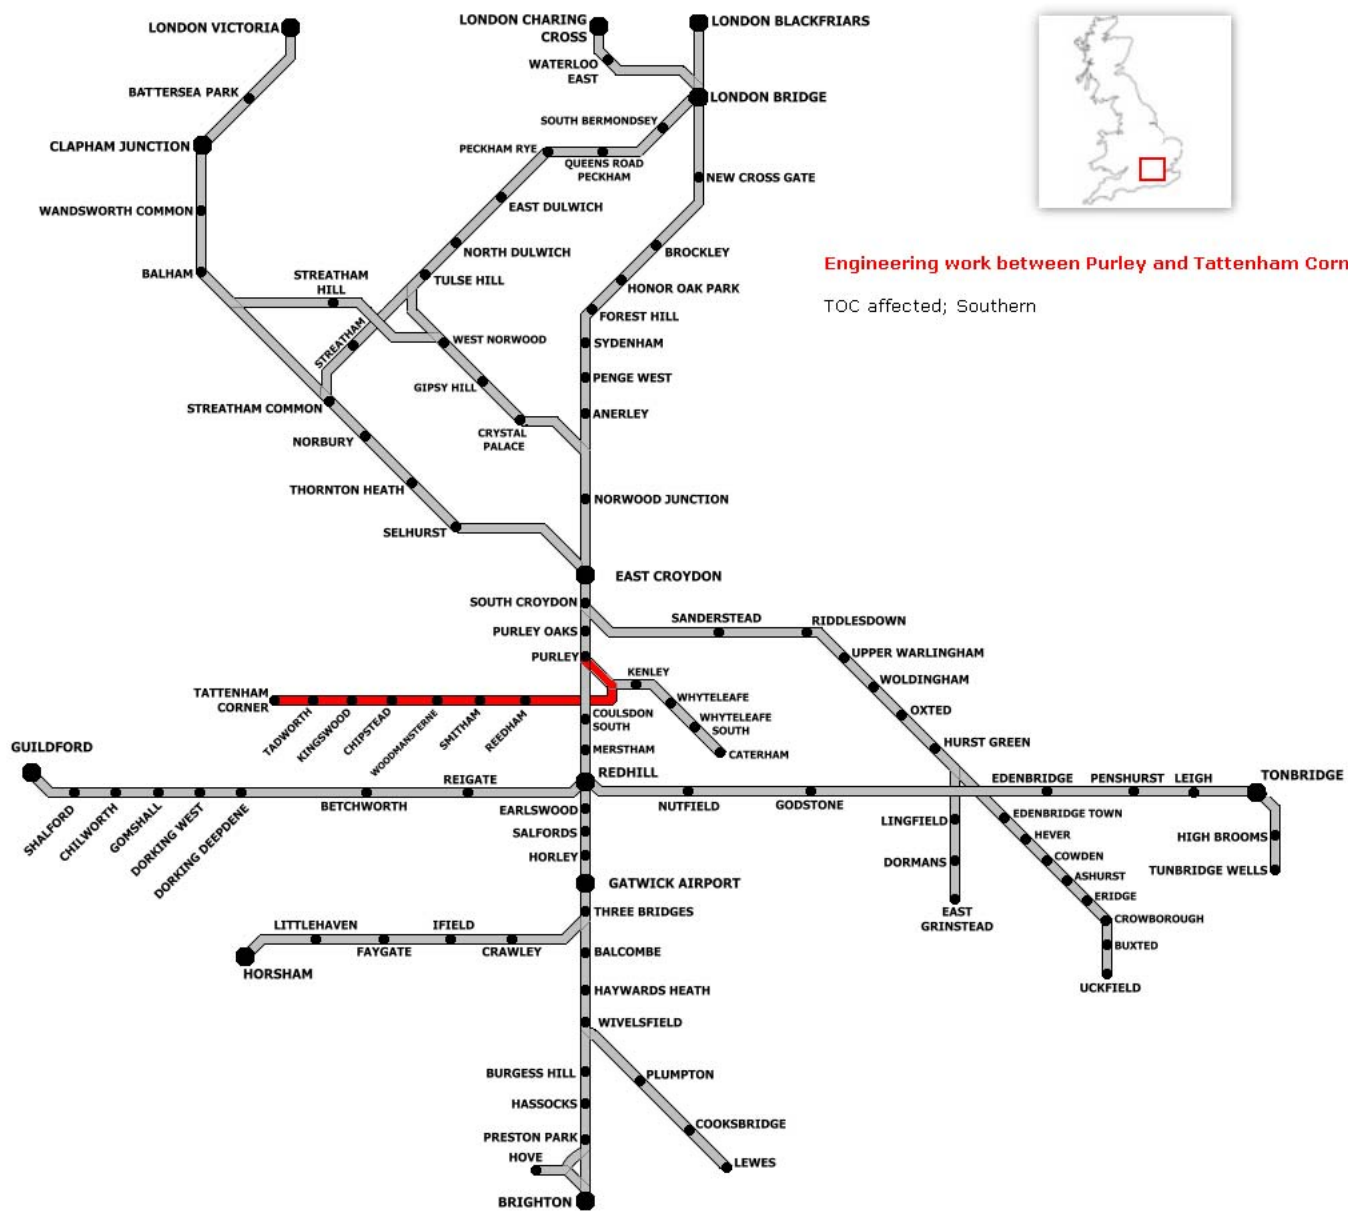 LONDON VICTORIA
LONDON CHARING
CROSS
LONDON BLACKFRIARS
WATERLOO
EAST
BATTERSEA PARK
LONDON BRIDGE
SOUTH BERMONDSEY
CLAPHAM JUNCTION
PECKHAM RYE
QUEENS ROAD
PECKHAM
NEW CROSS GATE
WANDSWORTH COMMON
EAST DULWICH
BROCKLEY
NORTH DULWICH
Engineering work between Purley and Tattenham Corn
BALHAM
STREATHAM
HILL
TULSE HILL
HONOR OAK PARK
TOC affected; Southern
FOREST HILL
STREATHAM
WEST NORWOOD
SYDENHAM
PENGE WEST
GIPSY HILL
STREATHAM COMMON
ANERLEY
CRYSTAL
PALACE
NORBURY
THORNTON HEATH
NORWOOD JUNCTION
SELHURST
EAST CROYDON
SOUTH CROYDON
SANDERSTEAD
RIDDLESDOWN
PURLEY OAKS
PURLEY
UPPER WARLINGHAM
KENLEY
WOLDINGHAM
TATTENHAM
CORNER
WHYTELEAFE
OXTED
TADWORTH
KINGSWOOD
CHIPSTEAD
WOODMANSTERNE
SMITHAM
REEDHAM
COULSDON
SOUTH
WHYTELEAFE
SOUTH
HURST GREEN
GUILDFORD
MERSTHAM
CATERHAM
REDHILL
REIGATE
EDENBRIDGE
PENSHURST
LEIGH
TONBRIDGE
SHALFORD
CHILWORTH
GOMSHALL
DORKING WEST
DORKING DEEPDENE
BETCHWORTH
EARLSWOOD
NUTFIELD
GODSTONE
LINGFIELD
EDENBRIDGE TOWN
SALFORDS
HEVER
HIGH BROOMS
HORLEY
DORMANS
COWDEN
TUNBRIDGE WELLS
ASHURST
GATWICK AIRPORT
ERIDGE
EAST
GRINSTEAD
CROWBOROUGH
THREE BRIDGES
LITTLEHAVEN
IFIELD
FAYGATE
CRAWLEY
BALCOMBE
BUXTED
HORSHAM
HAYWARDS HEATH
UCKFIELD
WIVELSFIELD
BURGESS HILL
PLUMPTON
HASSOCKS
COOKSBRIDGE
PRESTON PARK
HOVE
LEWES
BRIGHTON